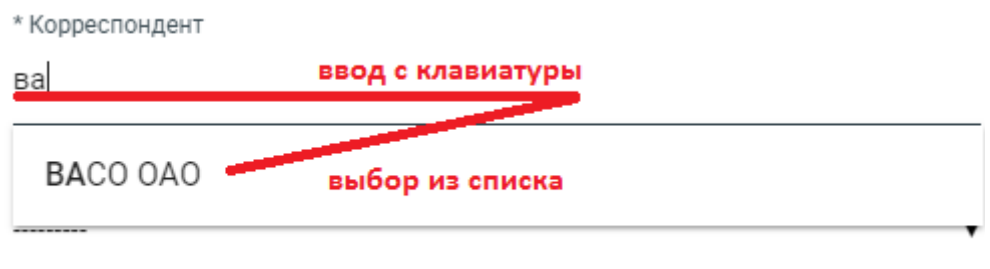 * Корреспондент
ва
ввод с клавиатуры
ВАСО ОАО
выбор из списка